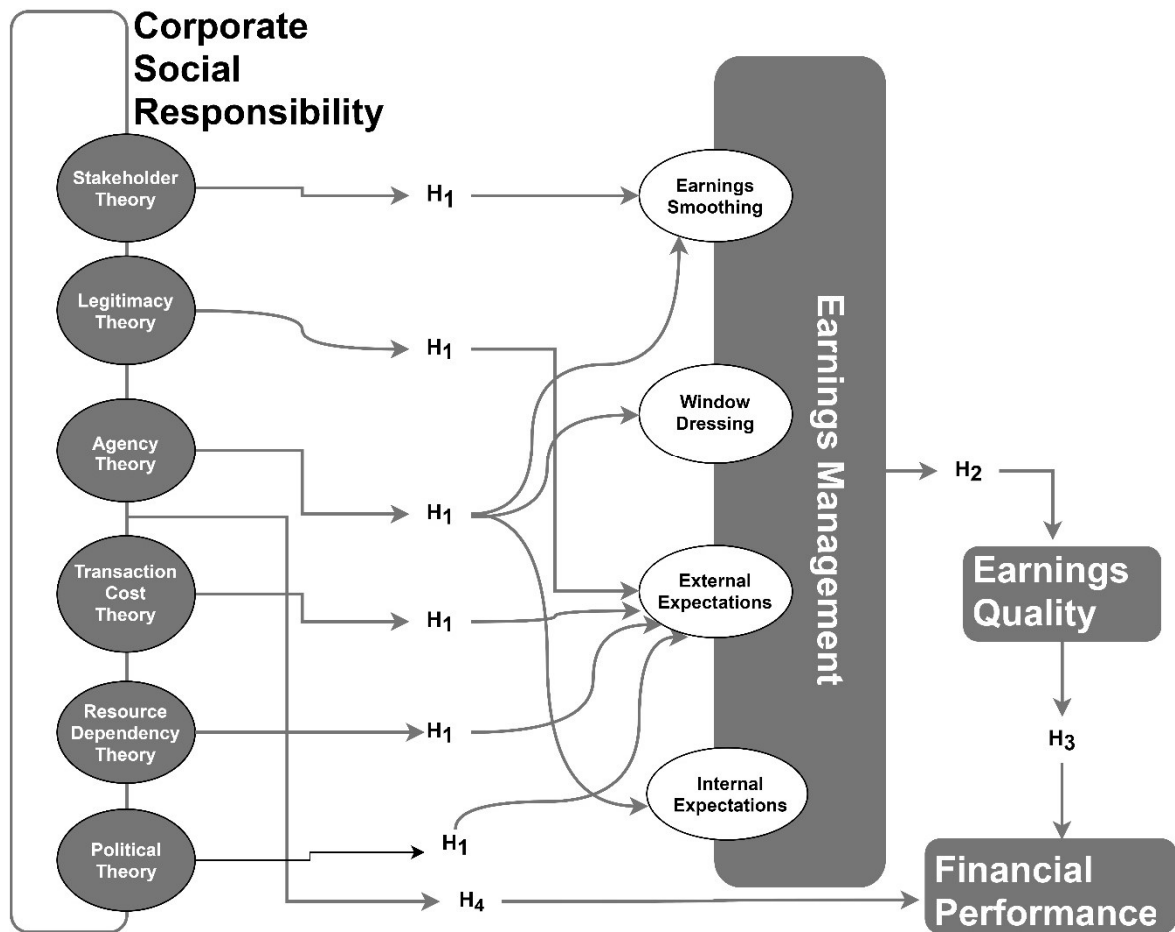 Corporate
Social
Responsibility
Stakeholder
Theory
H1
Earnings
Smoothing
Legitimacy
Theory
H1
Agency
Theory
H1
Window
Dressing
Earnings Management
H2
Transaction
Cost
Theory
H1
External
Expectations
Earnings
Quality
Resource
Dependency
Theory
H1
H3
Internal
Expectations
Political
Theory
H1
H4
Financial
Performance